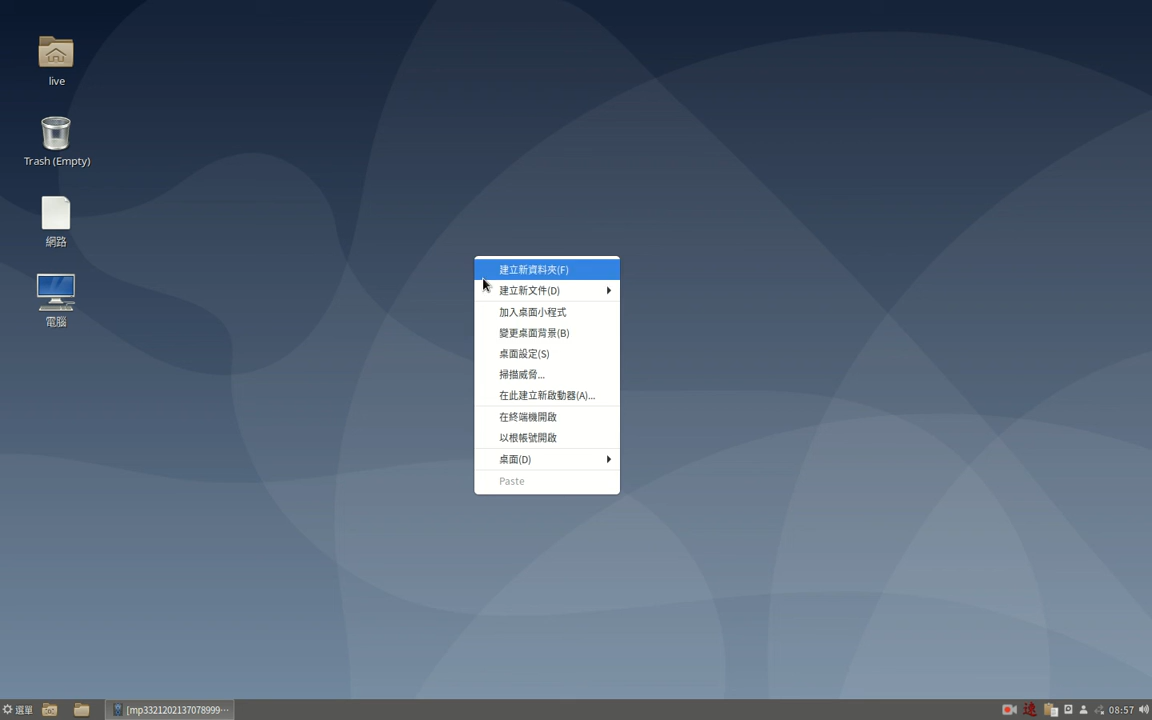 live
Trash (Empty)
網路
電腦
建立新資料夾(F)
建立新文件(D)
加入桌面小程式
變更桌面背景(B)
桌面設定(S)
掃描威脅...
在此建立新啟動器(A)...
在終端機開啟
以根帳號開啟
桌面(D)
Paste
選單
[mp3321202137078999…
速
08:57